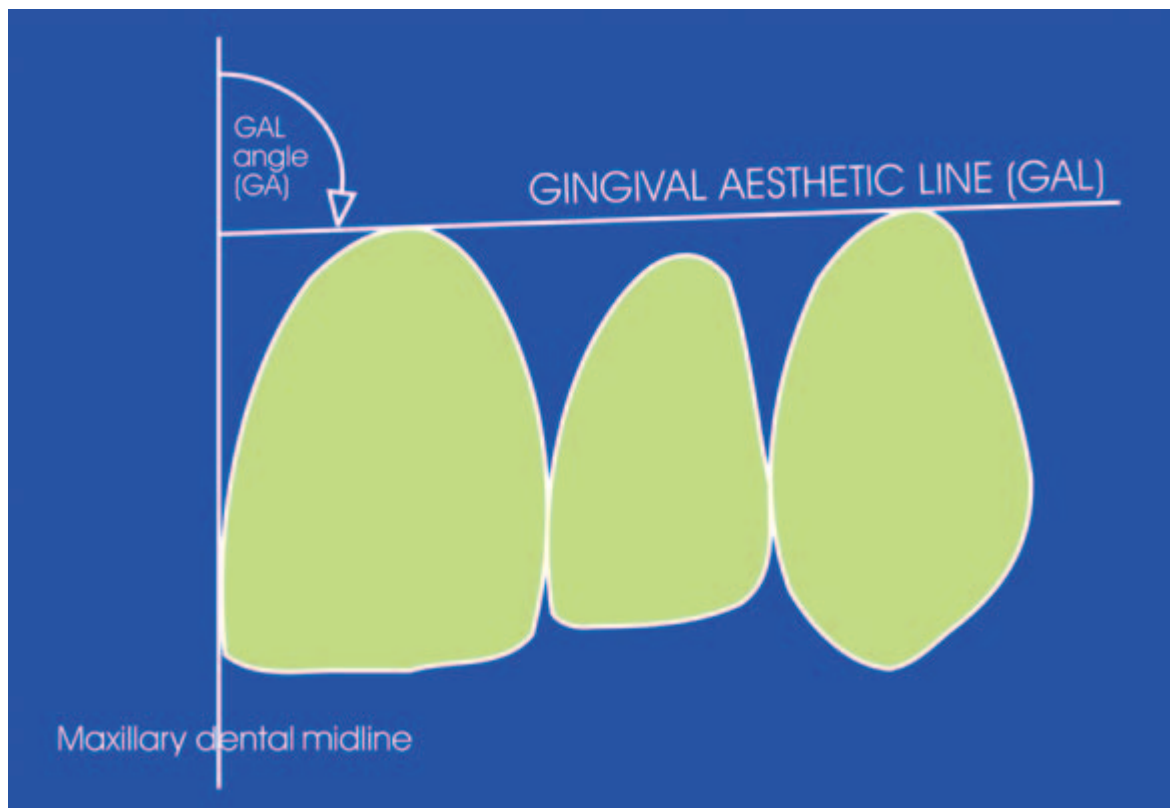 GAL
angle
(GA)
GINGIVAL AESTHETIC LINE (GAL)
Maxillary dental midline